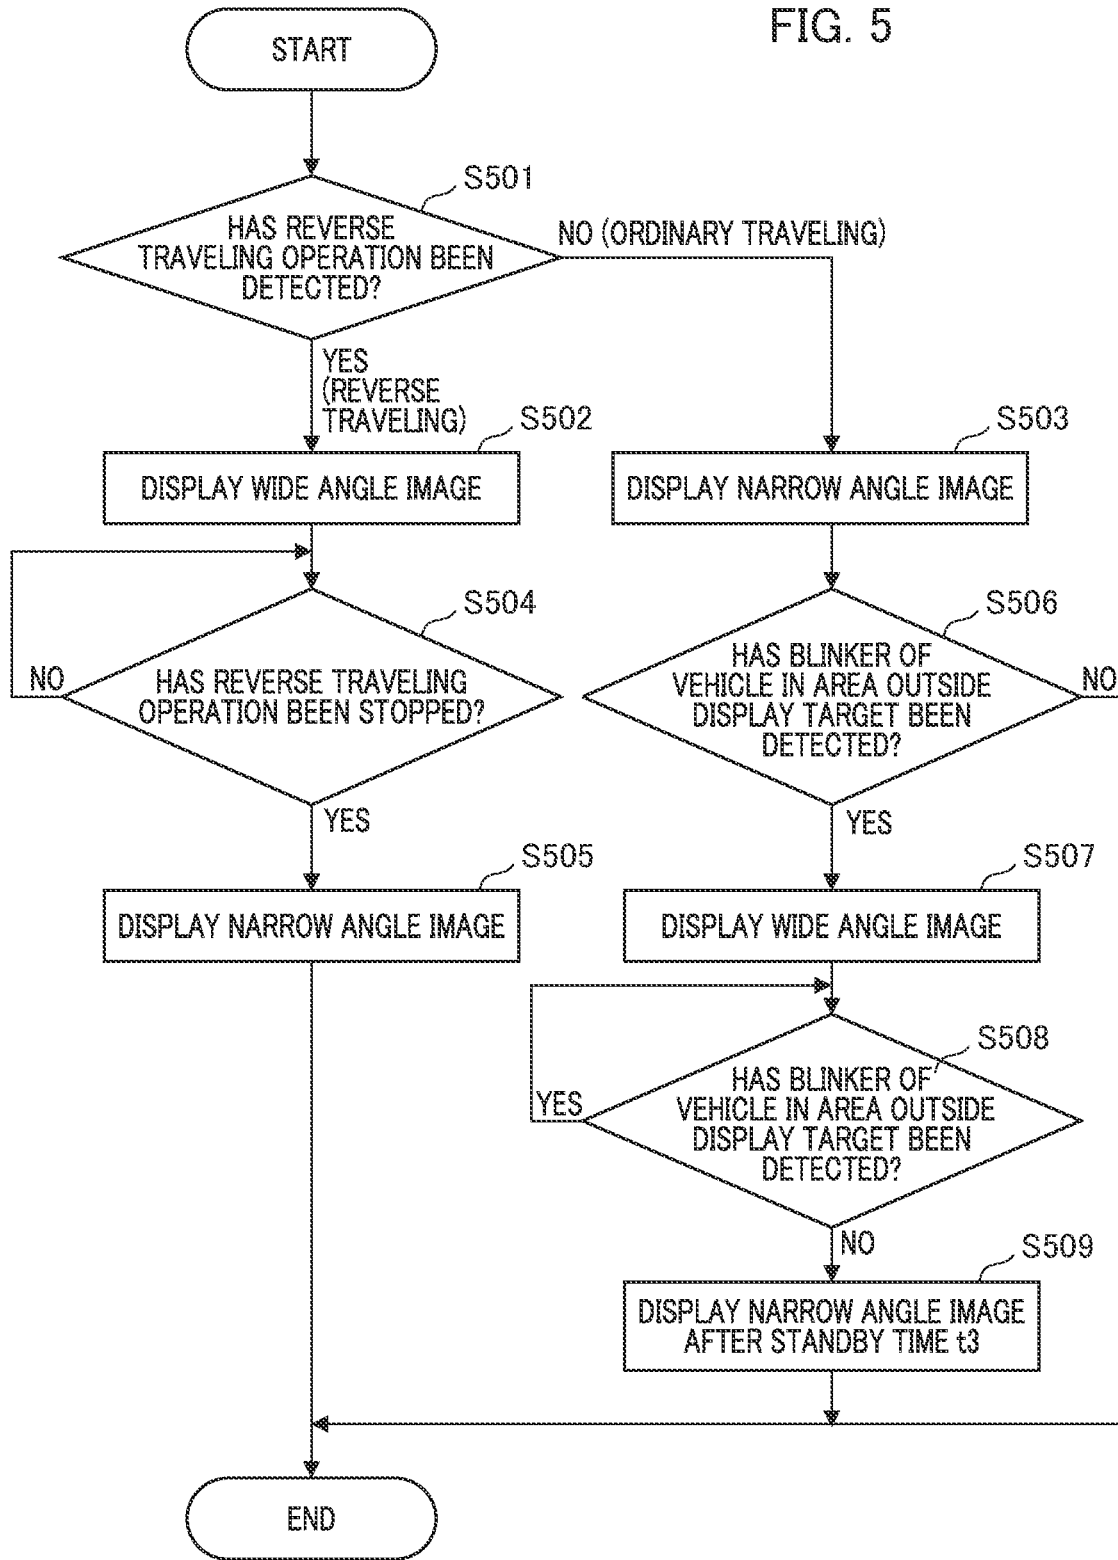 FIG. 5
START
S501
HAS REVERSE
TRAVELING OPERATION BEEN
DETECTED?
NO (ORDINARY TRAVELING)
YES
(REVERSE
TRAVELING)
S502
DISPLAY WIDE ANGLE IMAGE
S503
DISPLAY NARROW ANGLE IMAGE
S504
HAS REVERSE TRAVELING
OPERATION BEEN STOPPED?
NO
YES
S505
DISPLAY NARROW ANGLE IMAGE
S506
HAS BLINKER OF
VEHICLE IN AREA OUTSIDE
DISPLAY TARGET BEEN
DETECTED?
NO
YES
S507
DISPLAY WIDE ANGLE IMAGE
S508
HAS BLINKER OF
VEHICLE IN AREA OUTSIDE
DISPLAY TARGET BEEN
DETECTED?
YES
NO
S509
DISPLAY NARROW ANGLE IMAGE
AFTER STANDBY TIME t3
END